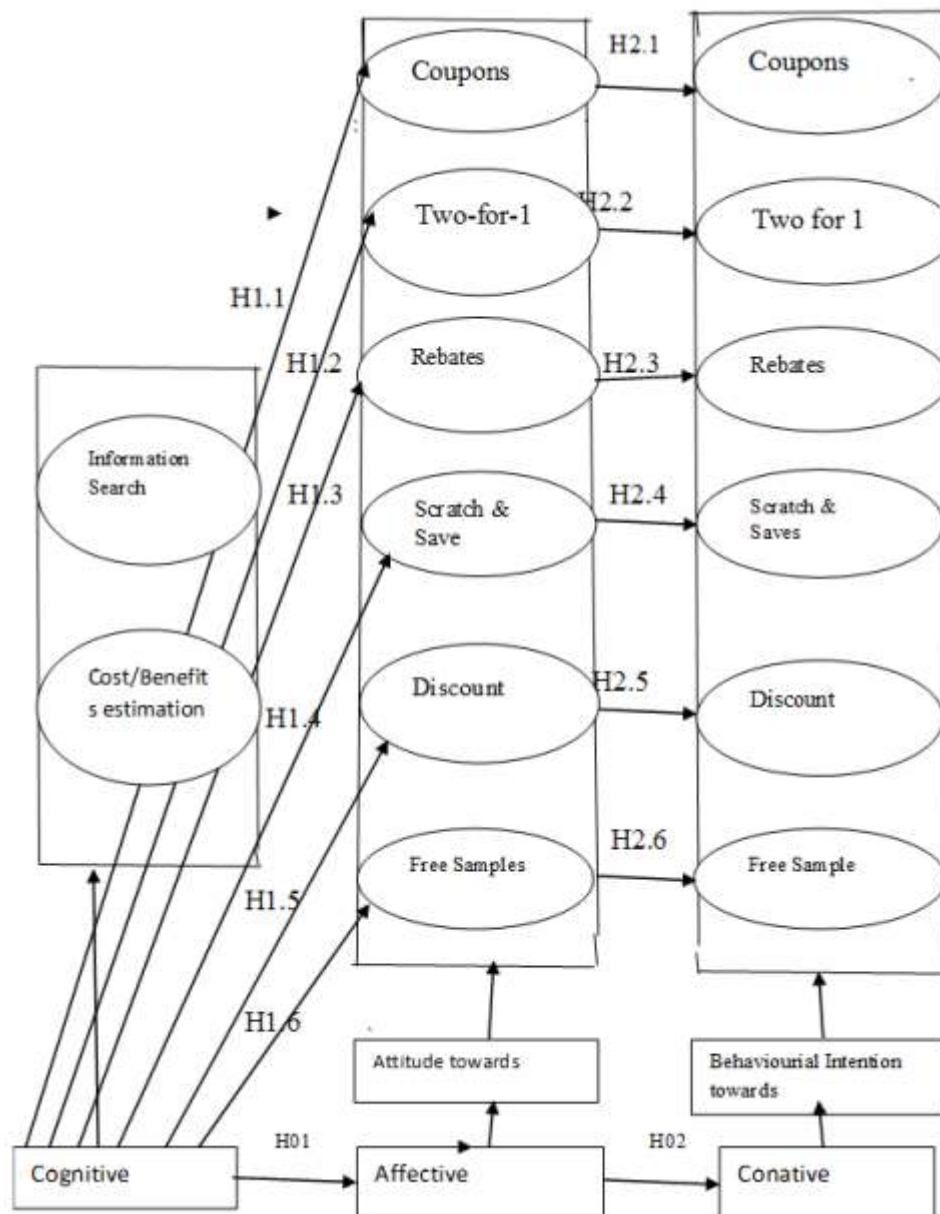 H2.1
Coupons
Coupons
Two-for-1
H2.2
Two for 1
H1.1
H1.2
Rebates
H2.3
Rebates
Information
Search
H1.3
Scratch &
Save
H2.4
Scratch &
Saves
Cost/Benefit
s estimation
H1.4
Discount
H2.5
Discount
H1.5
Free Samples
H2.6
Free Sample
H1.6
Attitude towards
Behaviourial Intention
towards
Cognitive
H01
Affective
H02
Conative